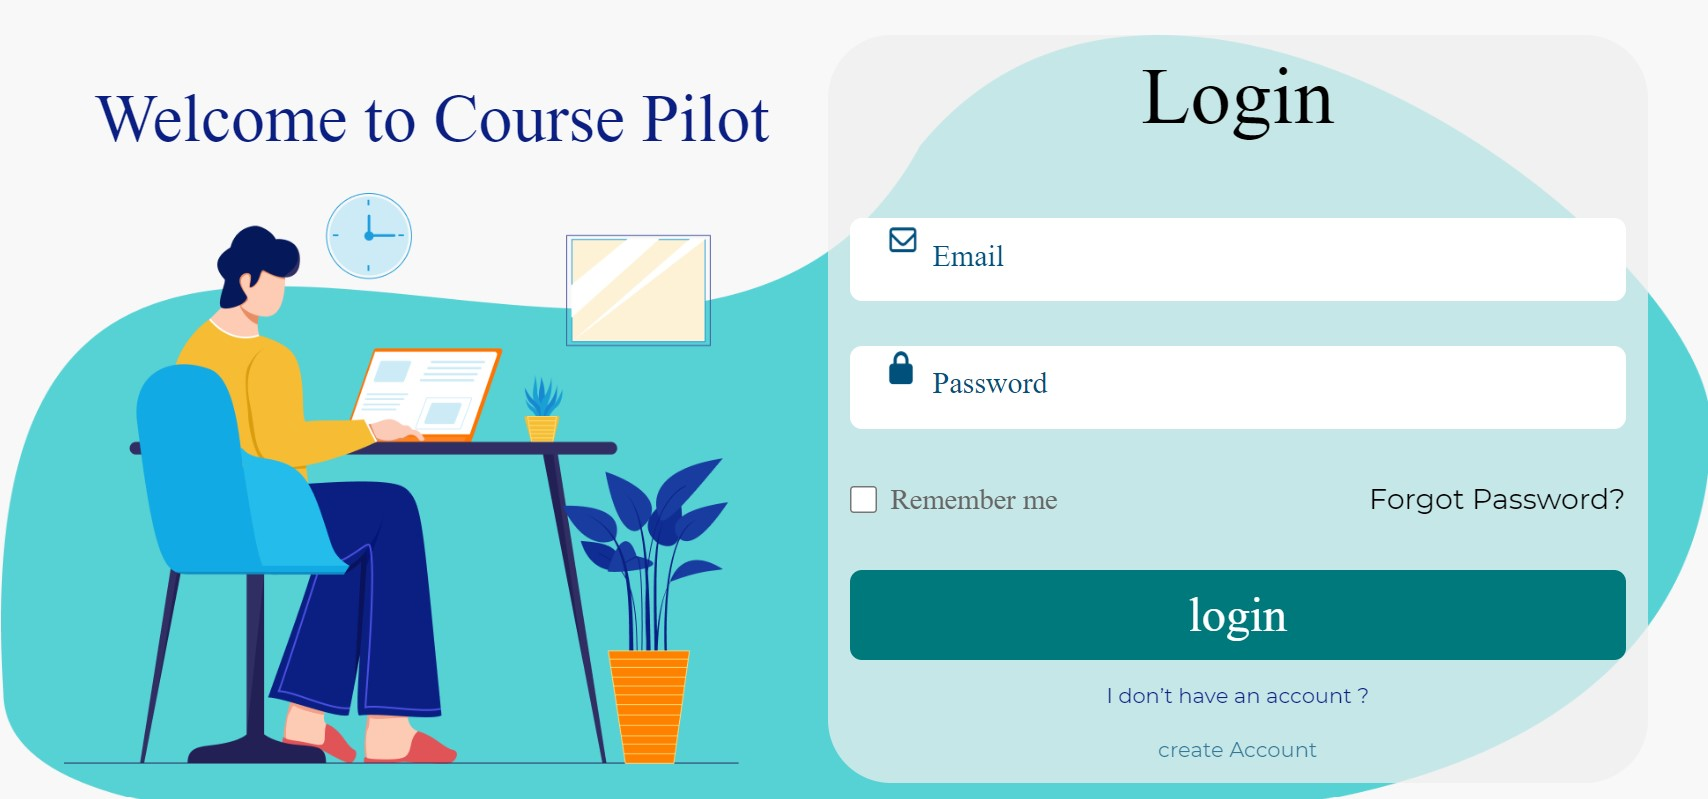 Welcome to Course Pilot
Login
Email
Password
Remember me
Forgot Password?
login
I don't have an account ?
create Account